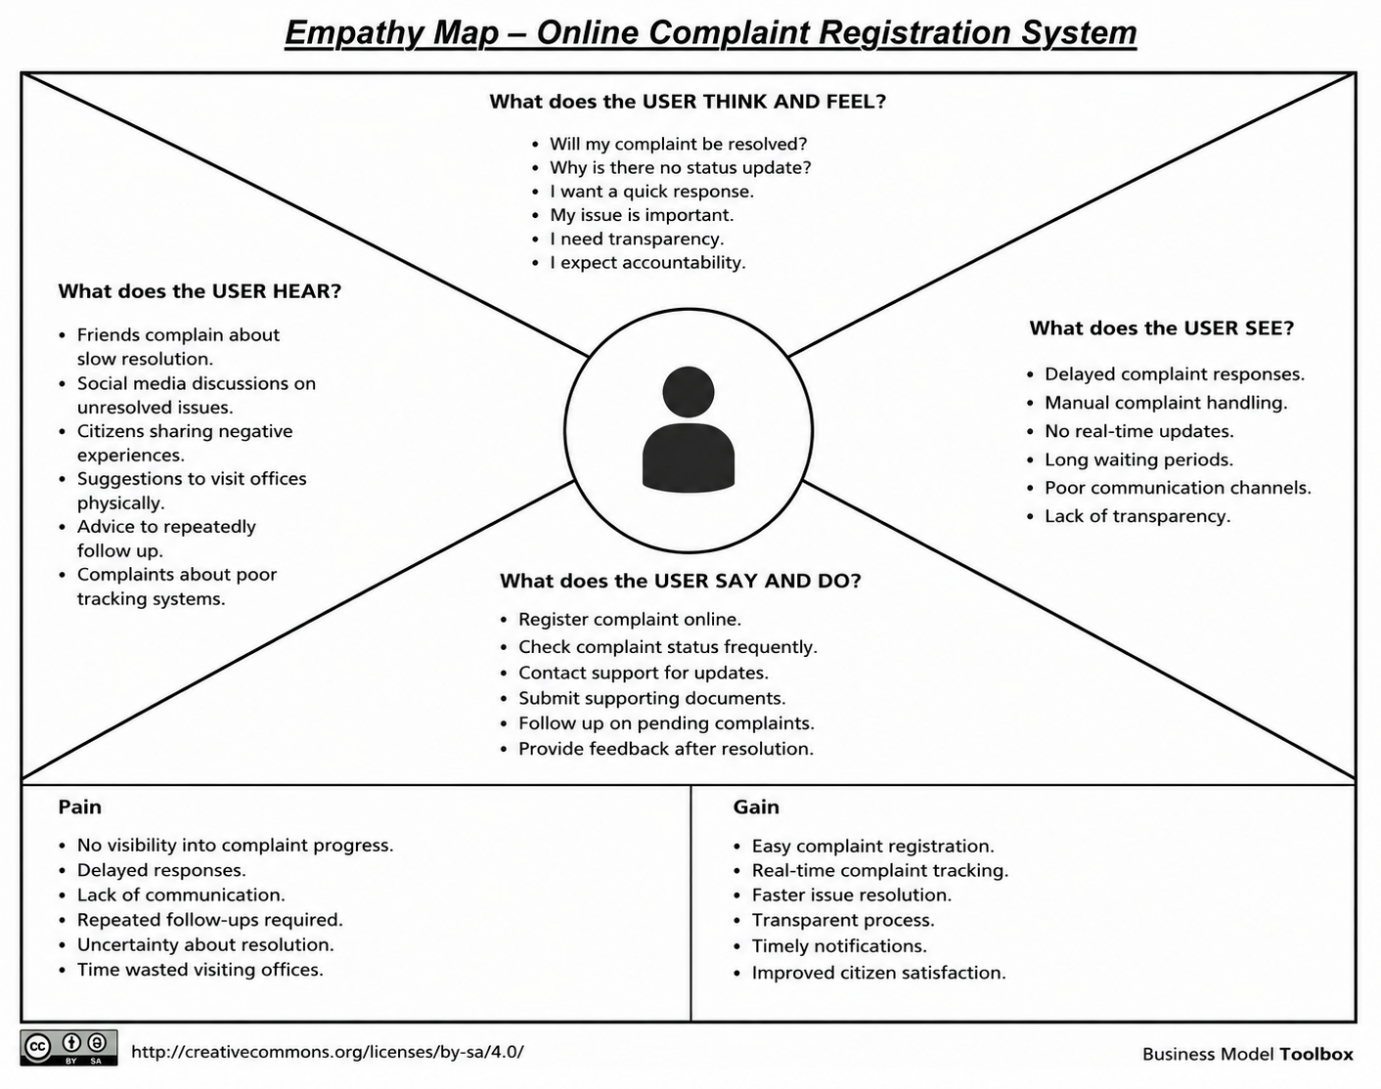 Empathy Map – Online Complaint Registration System
What does the USER THINK AND FEEL?
• Will my complaint be resolved?
• Why is there no status update?
• I want a quick response.
• My issue is important.
• I need transparency.
• I expect accountability.
What does the USER HEAR?
• Friends complain about
slow resolution.
• Social media discussions on
unresolved issues.
• Citizens sharing negative
experiences.
• Suggestions to visit offices
physically.
• Advice to repeatedly
follow up.
• Complaints about poor
tracking systems.
What does the USER SEE?
• Delayed complaint responses.
• Manual complaint handling.
• No real-time updates.
• Long waiting periods.
• Poor communication channels.
• Lack of transparency.
What does the USER SAY AND DO?
• Register complaint online.
• Check complaint status frequently.
• Contact support for updates.
• Submit supporting documents.
• Follow up on pending complaints.
• Provide feedback after resolution.
Pain
• No visibility into complaint progress.
• Delayed responses.
• Lack of communication.
• Repeated follow-ups required.
• Uncertainty about resolution.
• Time wasted visiting offices.
Gain
• Easy complaint registration.
• Real-time complaint tracking.
• Faster issue resolution.
• Transparent process.
• Timely notifications.
• Improved citizen satisfaction.
cc BY SA
http://creativecommons.org/licenses/by-sa/4.0/
Business Model Toolbox